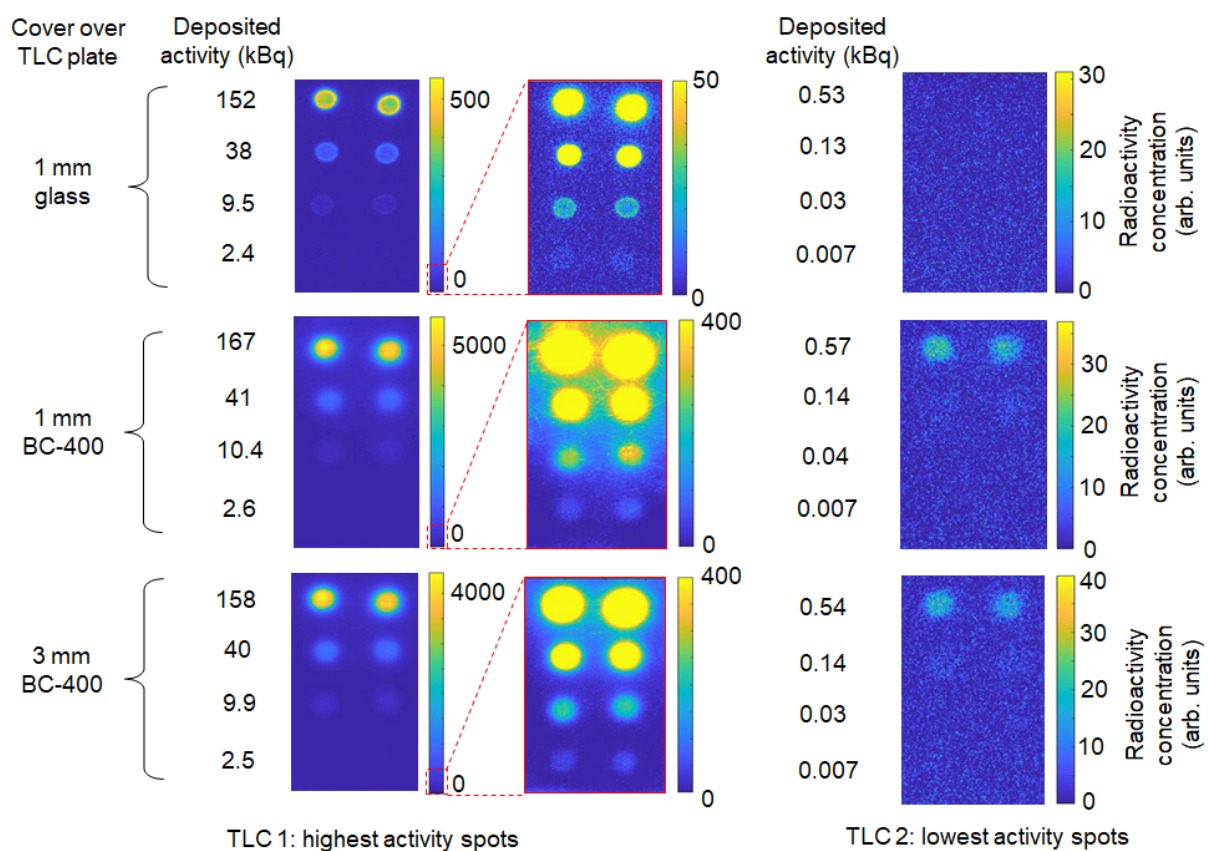 Cover over
TLC plate
Deposited
activity (kBq)
Deposited
activity (kBq)
1 mm
glass
152
38
9.5
2.4
500
0
50
0
0.53
0.13
0.03
0.007
30
20
10
0
Radioactivity
concentration
(arb. units)
1 mm
BC-400
167
41
10.4
2.6
5000
0
400
0
0.57
0.14
0.04
0.007
30
20
10
0
Radioactivity
concentration
(arb. units)
3 mm
BC-400
158
40
9.9
2.5
4000
0
400
0
0.54
0.14
0.03
0.007
40
30
20
10
0
Radioactivity
concentration
(arb. units)
TLC 1: highest activity spots
TLC 2: lowest activity spots